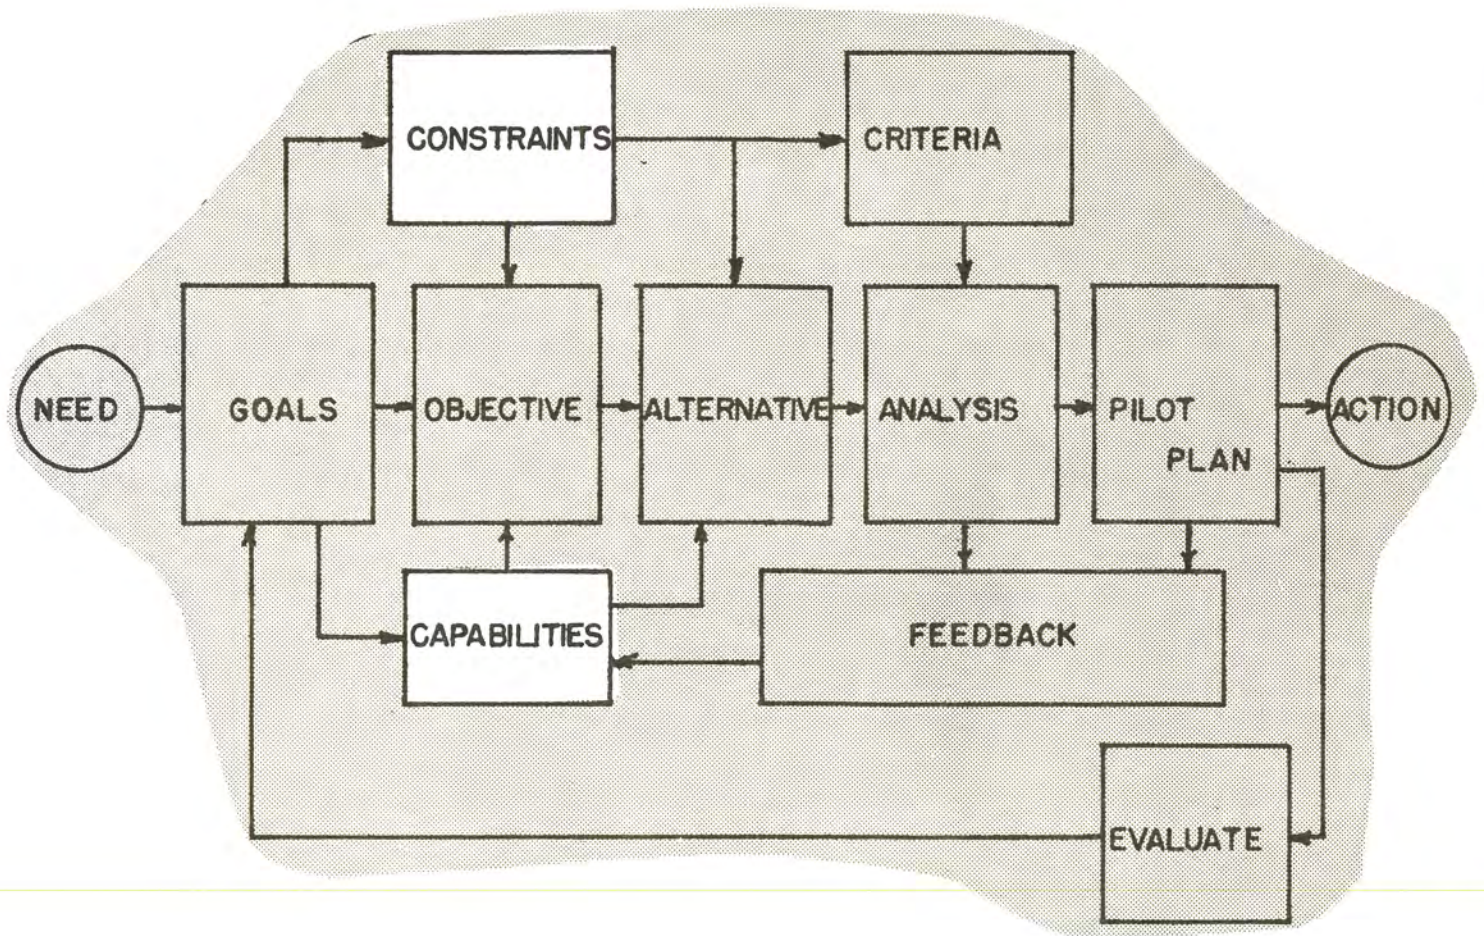 CONSTRAINTS
CRITERIA
NEED
GOALS
OBJECTIVE
ALTERNATIVE
ANALYSIS
PILOT
PLAN
ACTION
CAPABILITIES
FEEDBACK
EVALUATE